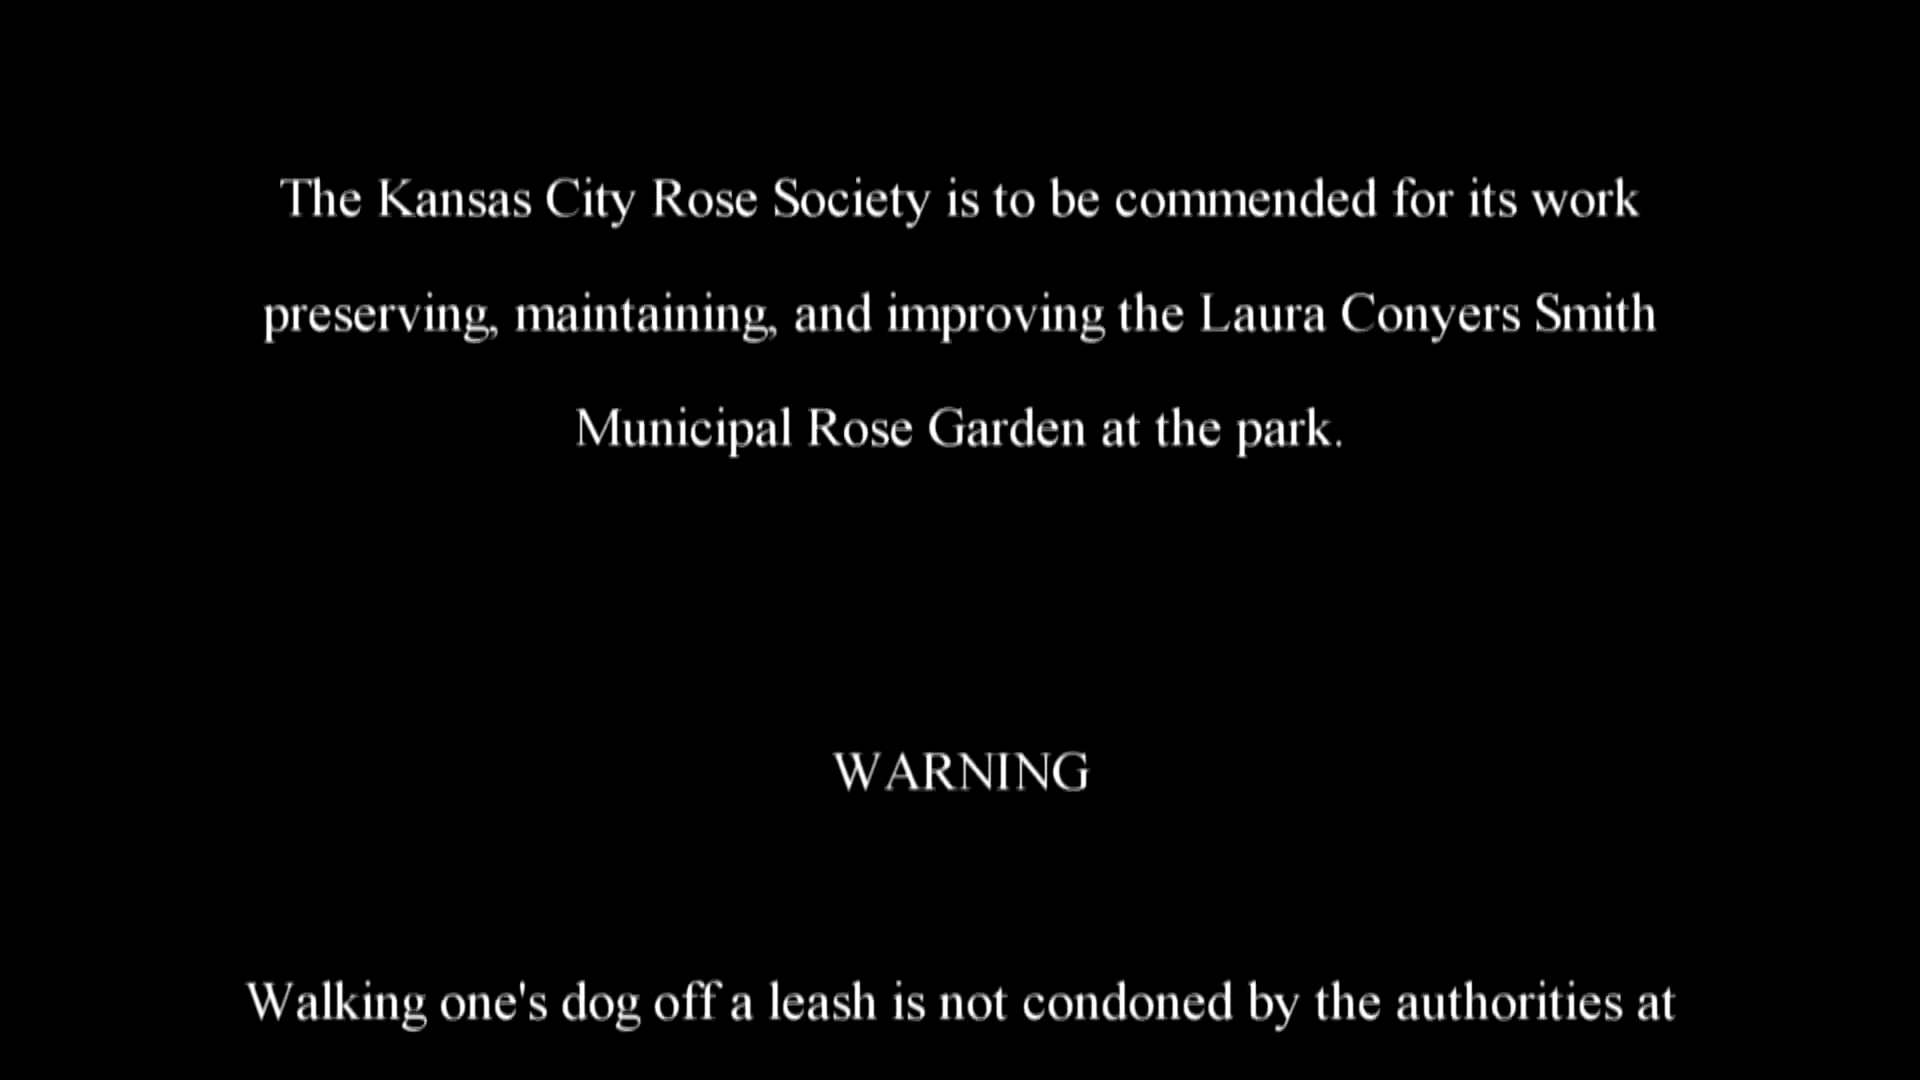 The Kansas City Rose Society is to be commended for its work
preserving, maintaining, and improving the Laura Conyers Smith
Municipal Rose Garden at the park.
WARNING
Walking one's dog off a leash is not condoned by the authorities at